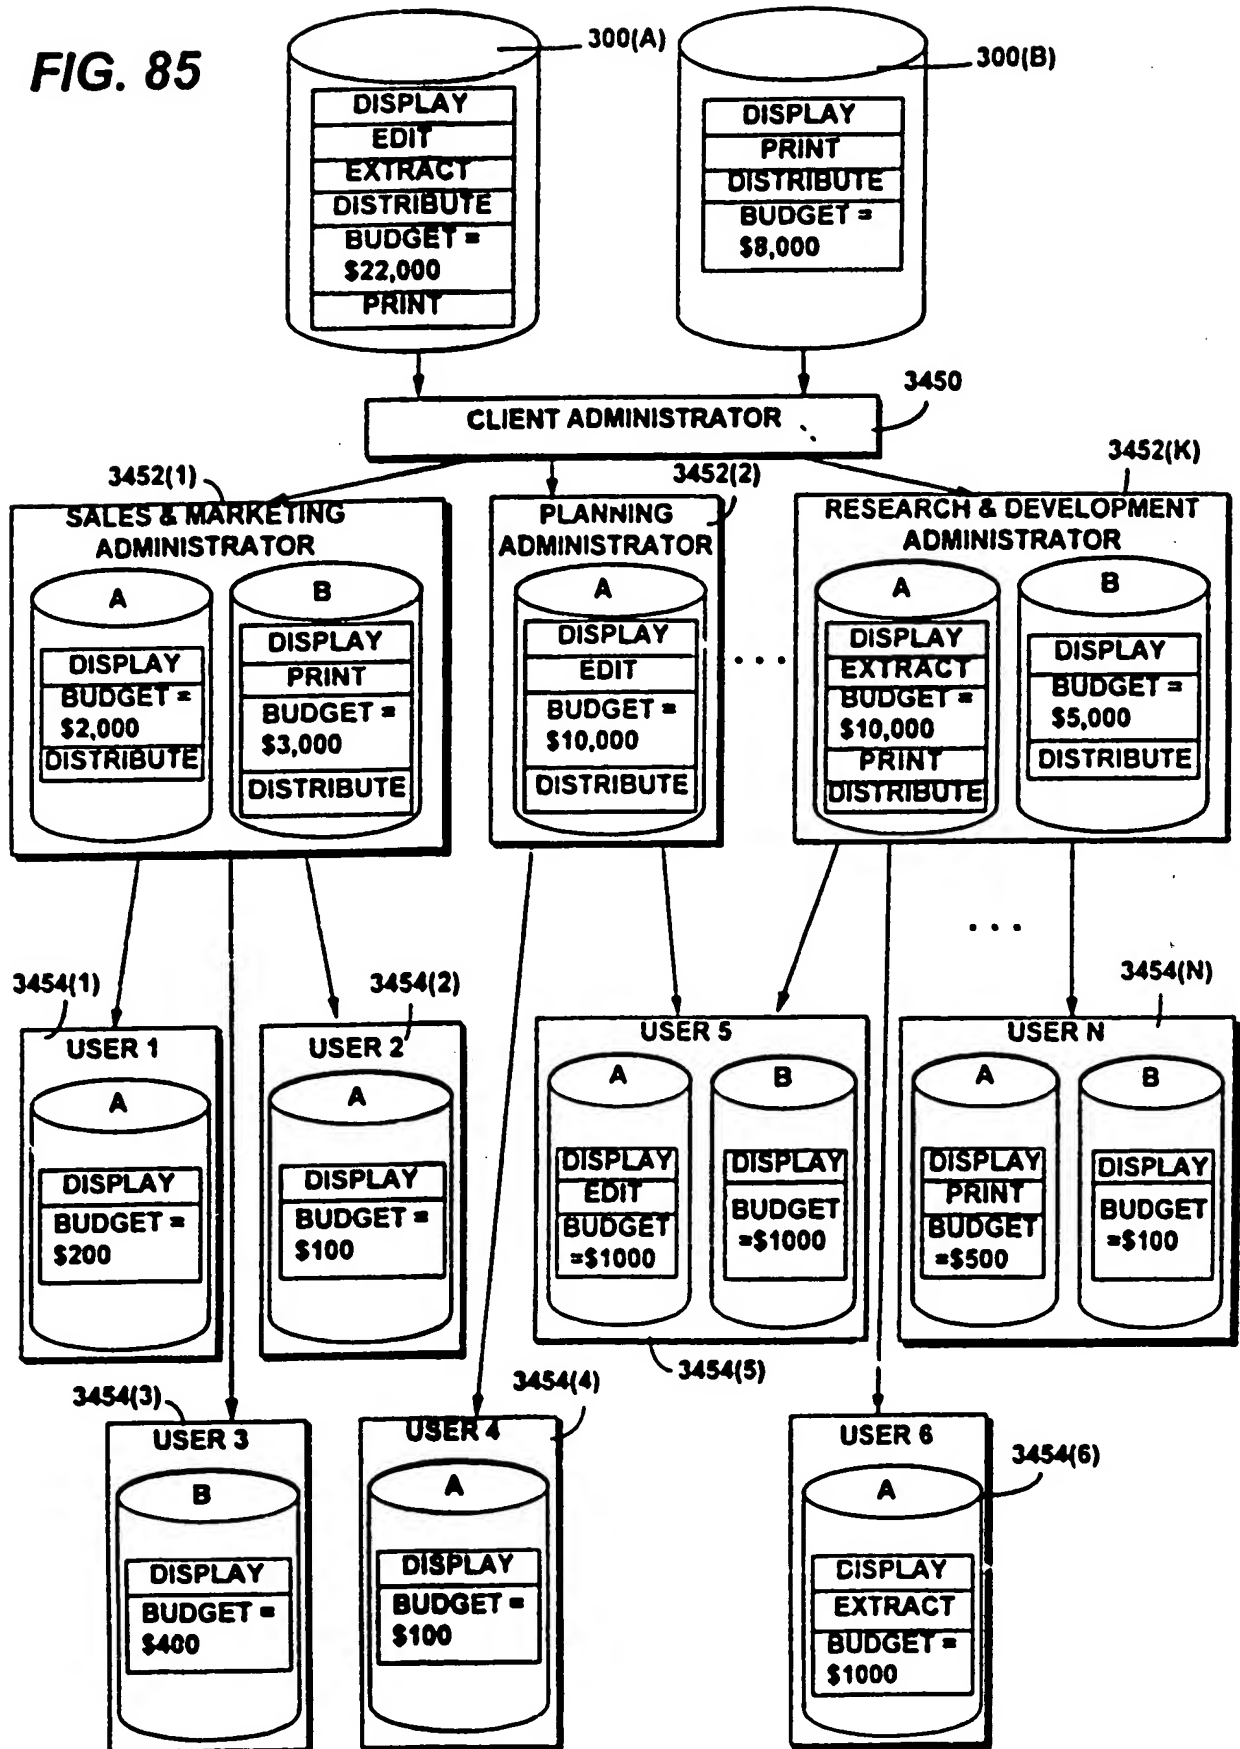 FIG. 85
300(A)
DISPLAY
EDIT
EXTRACT
DISTRIBUTE
BUDGET =
$22,000
PRINT
300(B)
DISPLAY
PRINT
DISTRIBUTE
BUDGET =
$8,000
3450
CLIENT ADMINISTRATOR
3452(1)
SALES & MARKETING
ADMINISTRATOR
A
DISPLAY
BUDGET =
$2,000
DISTRIBUTE
B
DISPLAY
PRINT
BUDGET =
$3,000
DISTRIBUTE
3452(2)
PLANNING
ADMINISTRATOR
A
DISPLAY
EDIT
BUDGET =
$10,000
DISTRIBUTE
. . .
3452(K)
RESEARCH & DEVELOPMENT
ADMINISTRATOR
A
DISPLAY
EXTRACT
BUDGET =
$10,000
PRINT
DISTRIBUTE
B
DISPLAY
BUDGET =
$5,000
DISTRIBUTE
. . .
3454(1)
USER 1
A
DISPLAY
BUDGET =
$200
3454(2)
USER 2
A
DISPLAY
BUDGET =
$100
USER 5
A
DISPLAY
EDIT
BUDGET
=$1000
B
DISPLAY
BUDGET
=$1000
3454(5)
3454(N)
USER N
A
DISPLAY
PRINT
BUDGET
=$500
B
DISPLAY
BUDGET
=$100
3454(3)
USER 3
B
DISPLAY
BUDGET =
$400
3454(4)
USER 4
A
DISPLAY
BUDGET =
$100
USER 6
3454(6)
A
DISPLAY
EXTRACT
BUDGET =
$1000